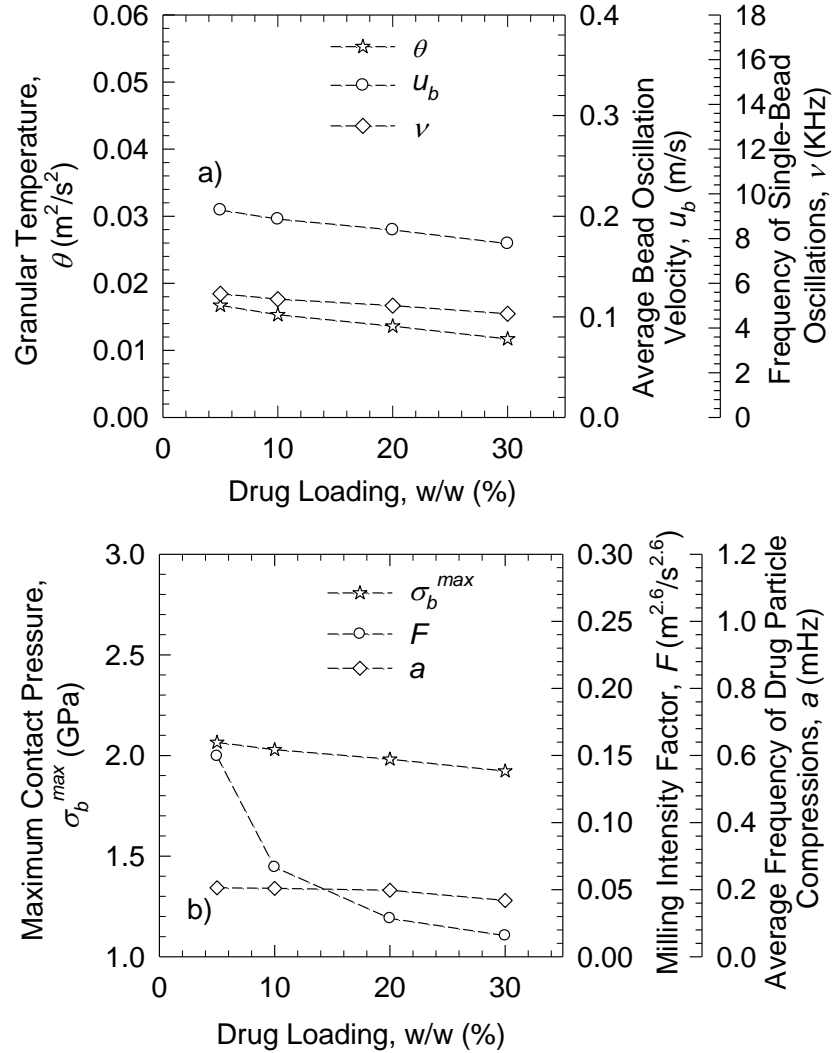 Granular Temperature,
θ (m²/s²)
0.06
0.05
0.04
0.03
0.02
0.01
0.00
θ
u_b
ν
a)
0.4
0.3
0.2
0.1
0.0
Average Bead Oscillation
Velocity, u_b (m/s)
18
16
14
12
10
8
6
4
2
0
Frequency of Single-Bead
Oscillations, ν (KHz)
0 10 20 30
Drug Loading, w/w (%)
Maximum Contact Pressure,
σ_b^max (GPa)
3.0
2.5
2.0
1.5
1.0
σ_b^max
F
a
b)
0.30
0.25
0.20
0.15
0.10
0.05
0.00
Milling Intensity Factor, F (m^2.6/s^2.6)
1.2
1.0
0.8
0.6
0.4
0.2
0.0
Average Frequency of Drug Particle
Compressions, a (mHz)
0 10 20 30
Drug Loading, w/w (%)